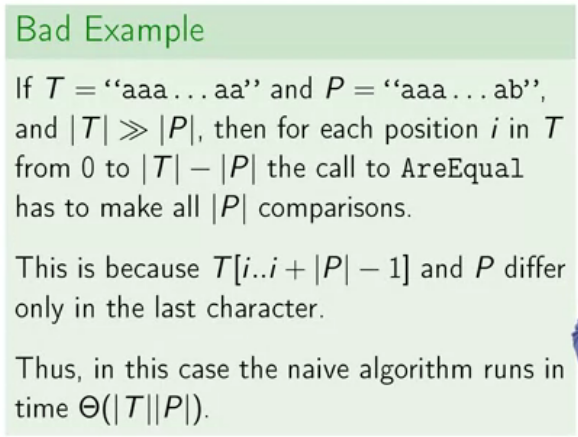 Bad Example
If T = “aaa . . . aa” and P = “aaa . . . ab”,
and |T| ≫ |P|, then for each position i in T
from 0 to |T| − |P| the call to AreEqual
has to make all |P| comparisons.
This is because T[i..i + |P| − 1] and P differ
only in the last character.
Thus, in this case the naive algorithm runs in
time Θ(|T||P|).